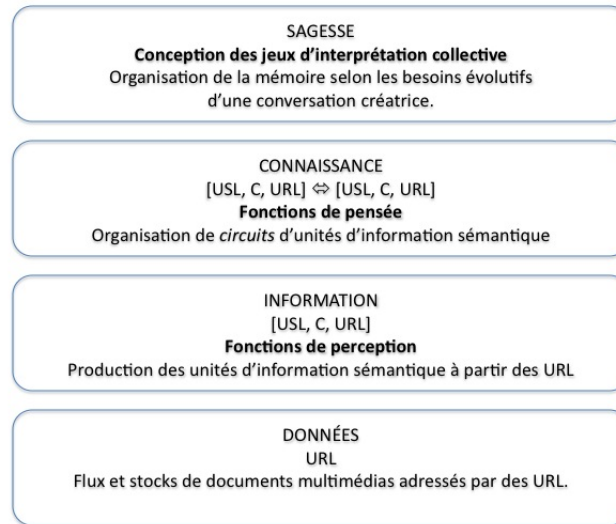 SAGESSE
Conception des jeux d'interprétation collective
Organisation de la mémoire selon les besoins évolutifs
d'une conversation créatrice.
CONNAISSANCE
[USL, C, URL] ⇔ [USL, C, URL]
Fonctions de pensée
Organisation de circuits d'unités d'information sémantique
INFORMATION
[USL, C, URL]
Fonctions de perception
Production des unités d'information sémantique à partir des URL
DONNÉES
URL
Flux et stocks de documents multimédias adressés par des URL.